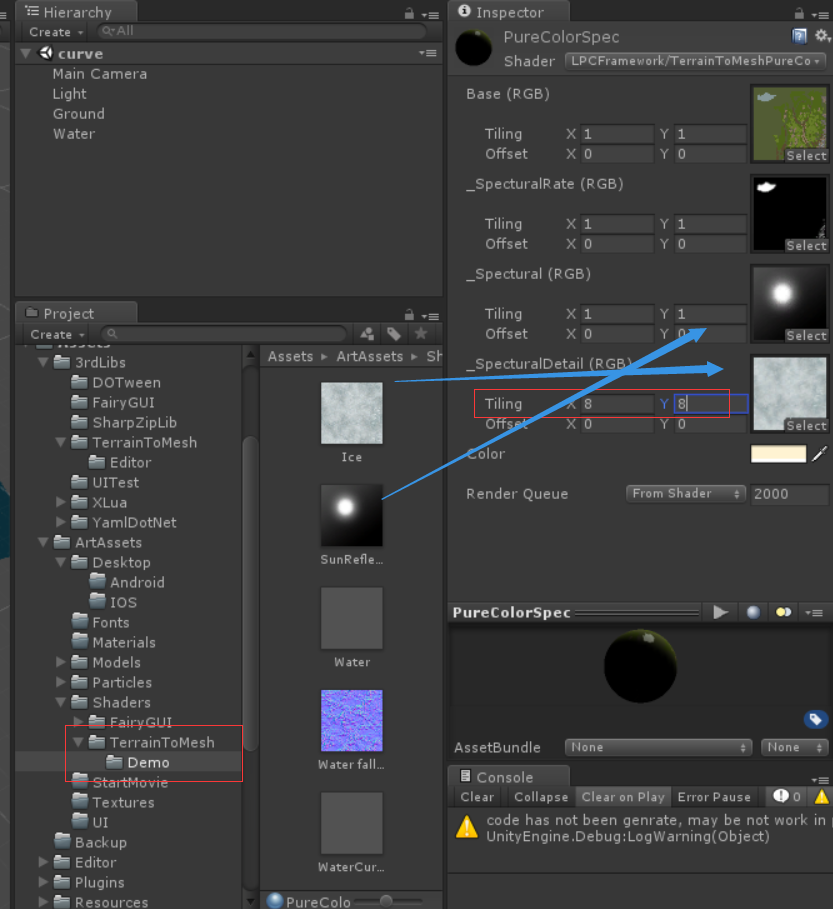 Hierarchy
Create
All
curve
Main Camera
Light
Ground
Water
Project
Create
Assets
3rdLibs
DOTween
FairyGUI
SharpZipLib
TerrainToMesh
Editor
UITest
XLua
YamlDotNet
ArtAssets
Desktop
Android
IOS
Fonts
Materials
Models
Particles
Shaders
FairyGUI
TerrainToMesh
Demo
StartMovie
Textures
UI
Backup
Editor
Plugins
Resources
Assets ▸ ArtAssets ▸ Sh
Ice
SunRefle...
Water
Water fall...
WaterCur...
PureColo
Inspector
PureColorSpec
Shader LPCFramework/TerrainToMeshPureCo
Base (RGB)
Tiling X 1 Y 1
Offset X 0 Y 0
Select
_SpecturalRate (RGB)
Tiling X 1 Y 1
Offset X 0 Y 0
Select
_Spectural (RGB)
Tiling X 1 Y 1
Offset X 0 Y 0
Select
_SpecturalDetail (RGB)
Tiling X 8 Y 8
Offset X 0 Y 0
Select
Color
Render Queue From Shader 2000
PureColorSpec
AssetBundle None None
Console
Clear Collapse Clear on Play Error Pause 0
code has not been genrate, may be not work in
UnityEngine.Debug:LogWarning(Object)